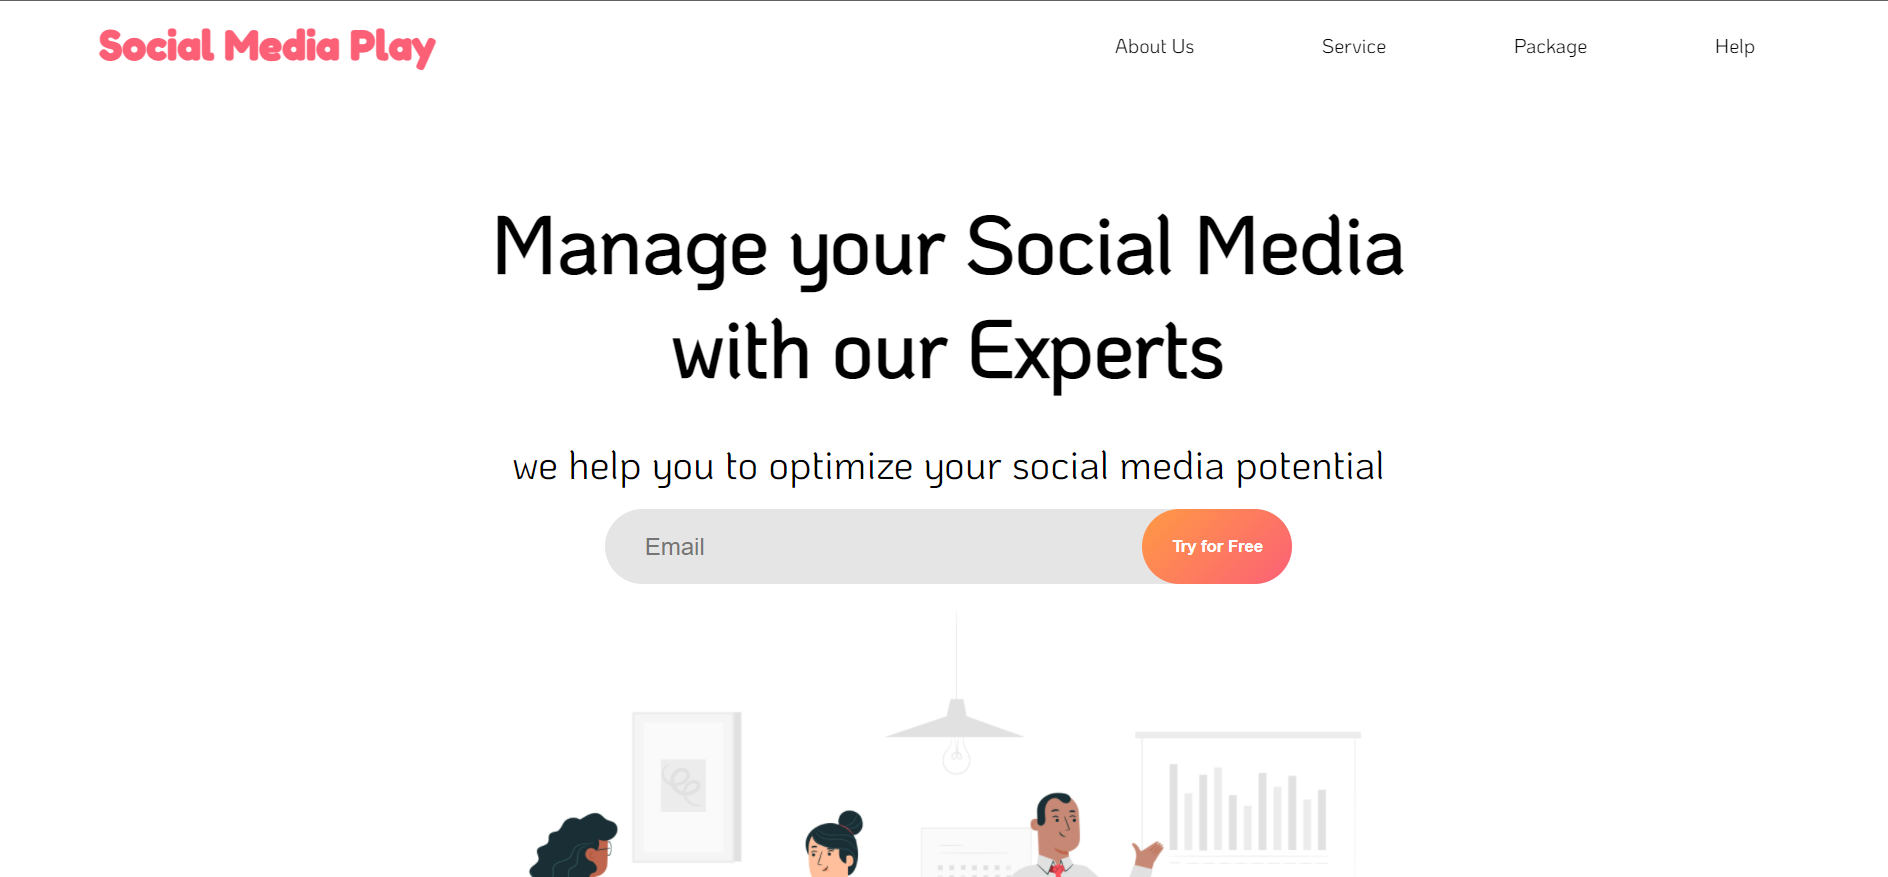 Social Media Play
About Us
Service
Package
Help
Manage your Social Media
with our Experts
we help you to optimize your social media potential
Email
Try for Free